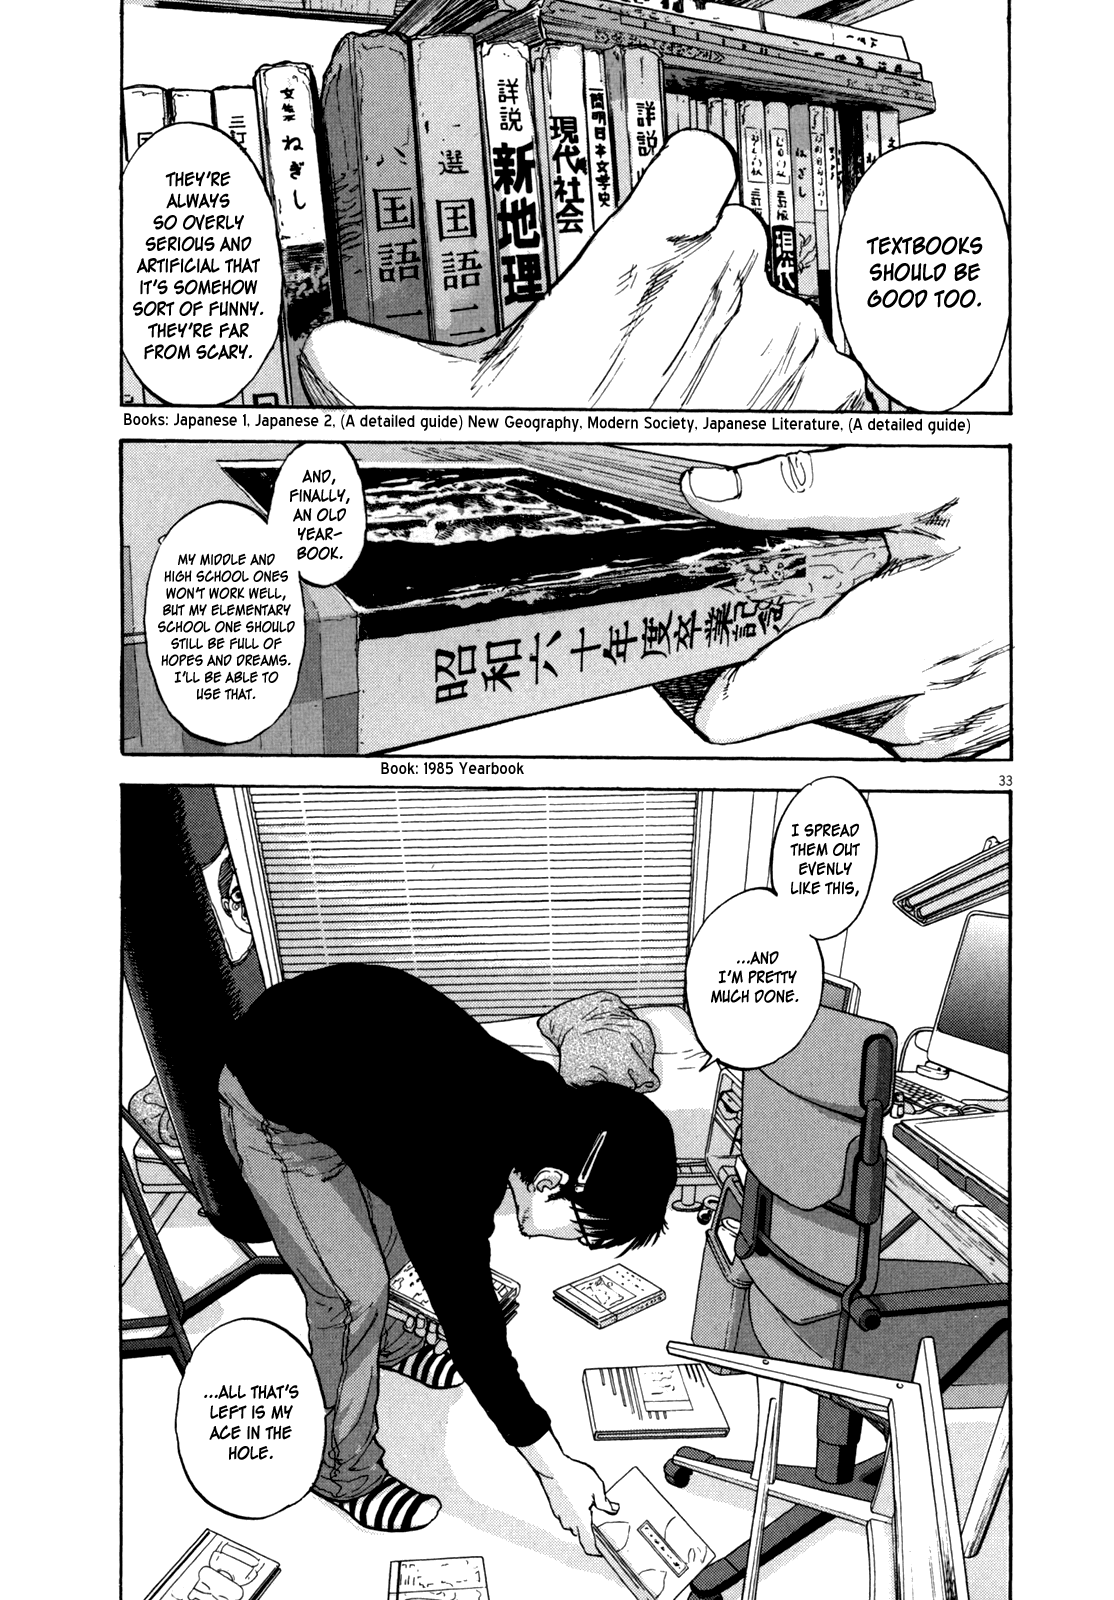 TEXTBOOKS
SHOULD BE
GOOD TOO.
THEY'RE
ALWAYS
SO OVERLY
SERIOUS AND
ARTIFICIAL THAT
IT'S SOMEHOW
SORT OF FUNNY.
THEY'RE FAR
FROM SCARY.
文芸 ねぎし
国語一
選 国語二
詳説 新地理
現代社会
簡明日本文学史
詳説
Books: Japanese 1, Japanese 2, (A detailed guide) New Geography, Modern Society, Japanese Literature, (A detailed guide)
AND,
FINALLY,
AN OLD
YEAR-
BOOK.
MY MIDDLE AND
HIGH SCHOOL ONES
WON'T WORK WELL,
BUT MY ELEMENTARY
SCHOOL ONE SHOULD
STILL BE FULL OF
HOPES AND DREAMS.
I'LL BE ABLE TO
USE THAT.
昭和六十年度卒業記念
Book: 1985 Yearbook
33
I SPREAD
THEM OUT
EVENLY
LIKE THIS,
...AND
I'M PRETTY
MUCH DONE.
...ALL THAT'S
LEFT IS MY
ACE IN THE
HOLE.